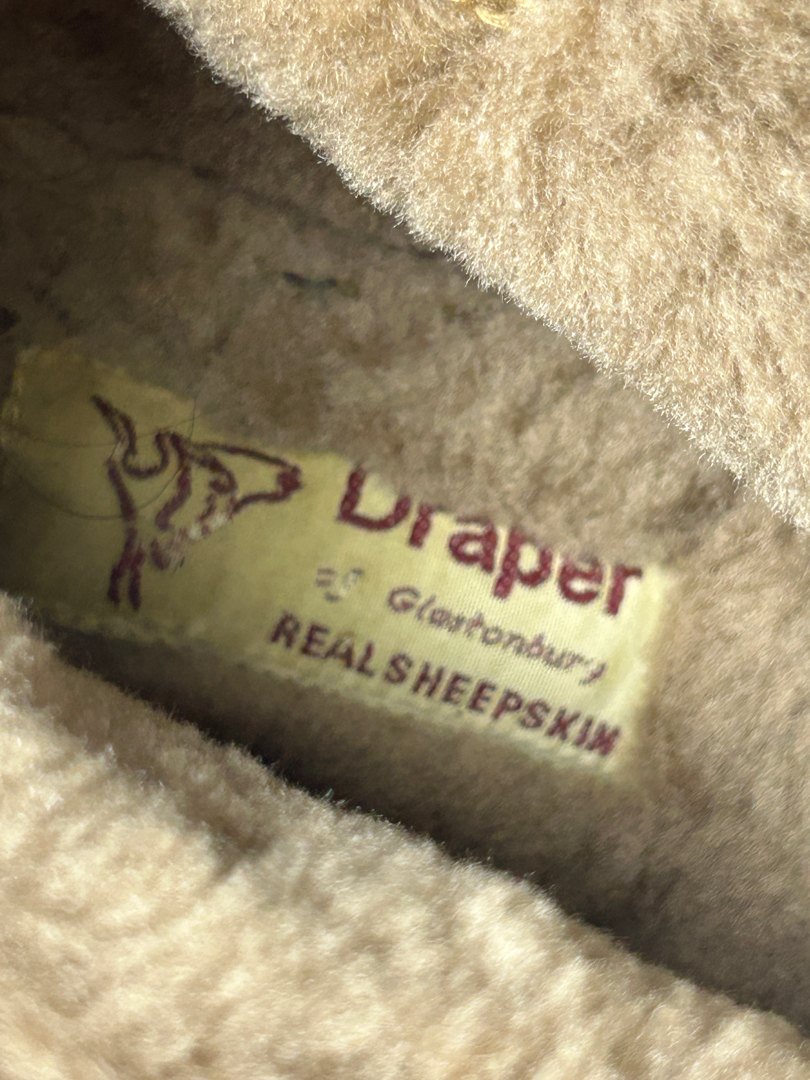 Draper
of Glastonbury
REAL SHEEPSKIN